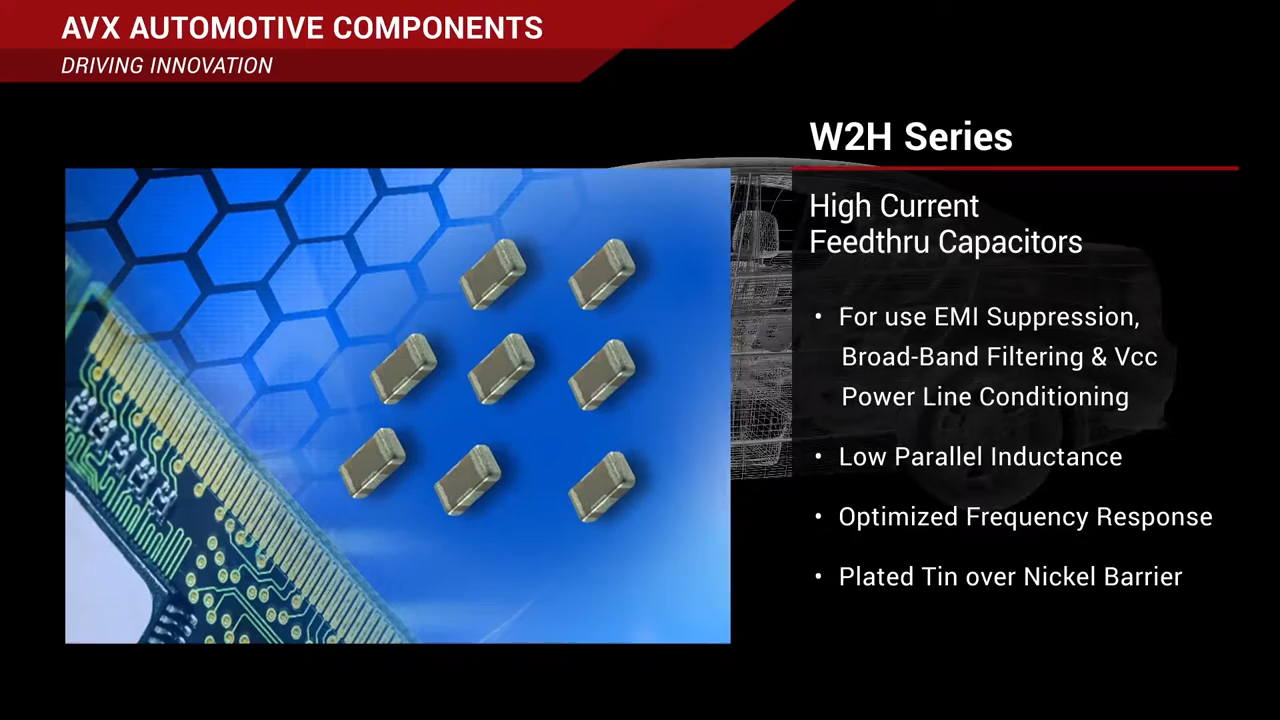 AVX AUTOMOTIVE COMPONENTS
DRIVING INNOVATION
W2H Series
High Current
Feedthru Capacitors
• For use EMI Suppression,
Broad-Band Filtering & Vcc
Power Line Conditioning
• Low Parallel Inductance
• Optimized Frequency Response
• Plated Tin over Nickel Barrier